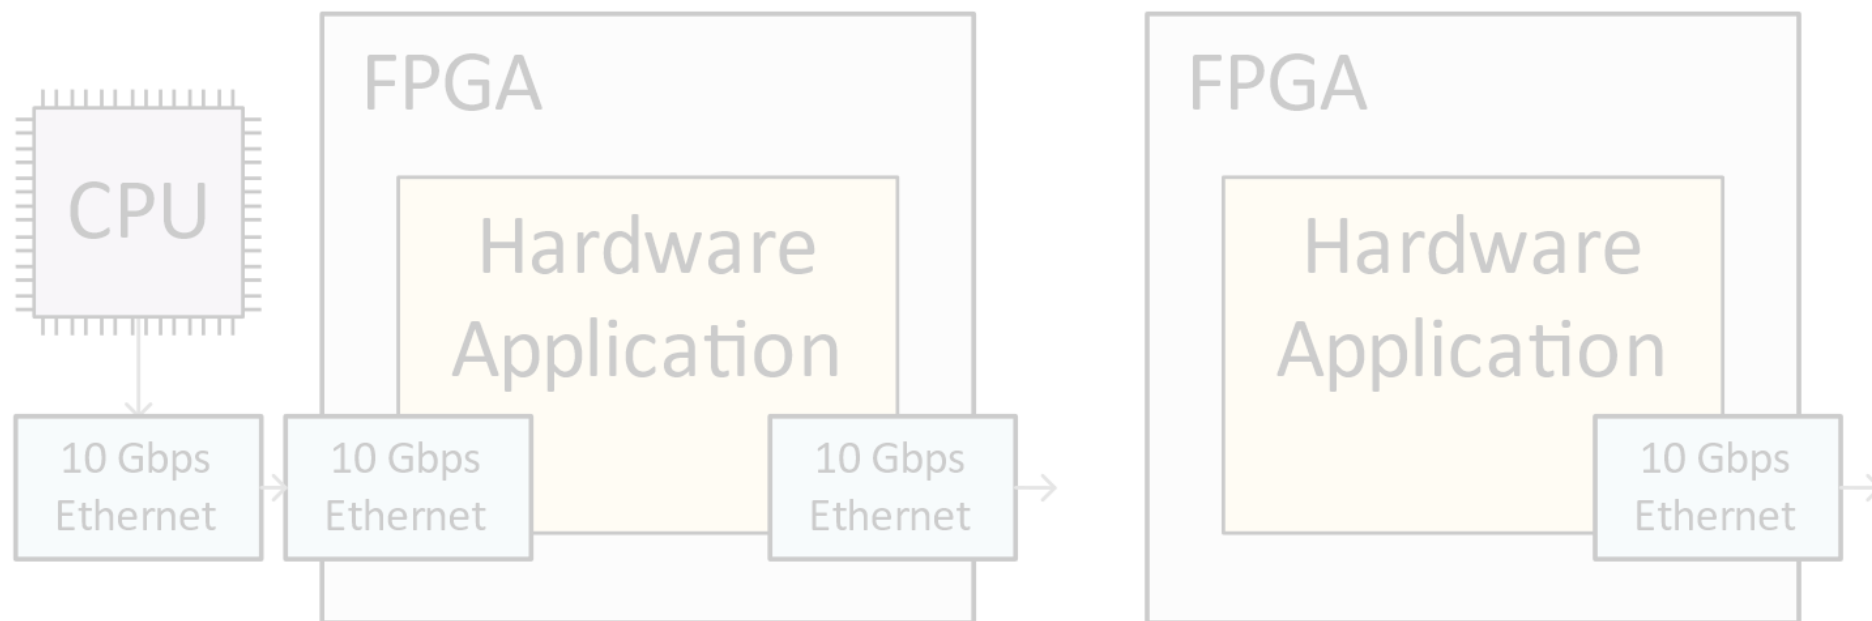 FPGA
FPGA
CPU
Hardware
Application
Hardware
Application
10 Gbps
Ethernet
10 Gbps
Ethernet
10 Gbps
Ethernet
10 Gbps
Ethernet